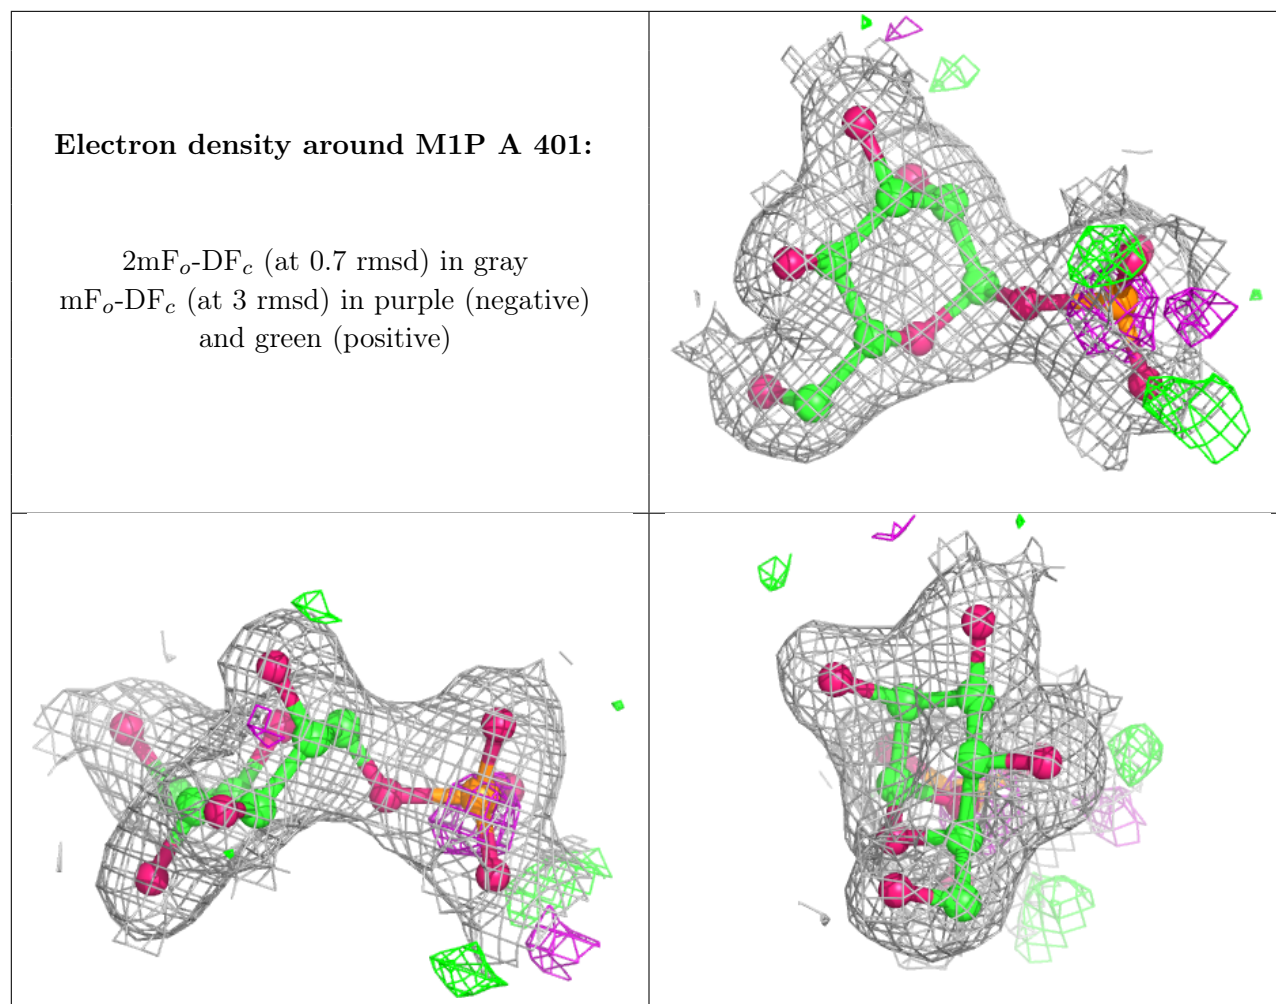 Electron density around M1P A 401:
2mFo-DFc (at 0.7 rmsd) in gray
mFo-DFc (at 3 rmsd) in purple (negative)
and green (positive)